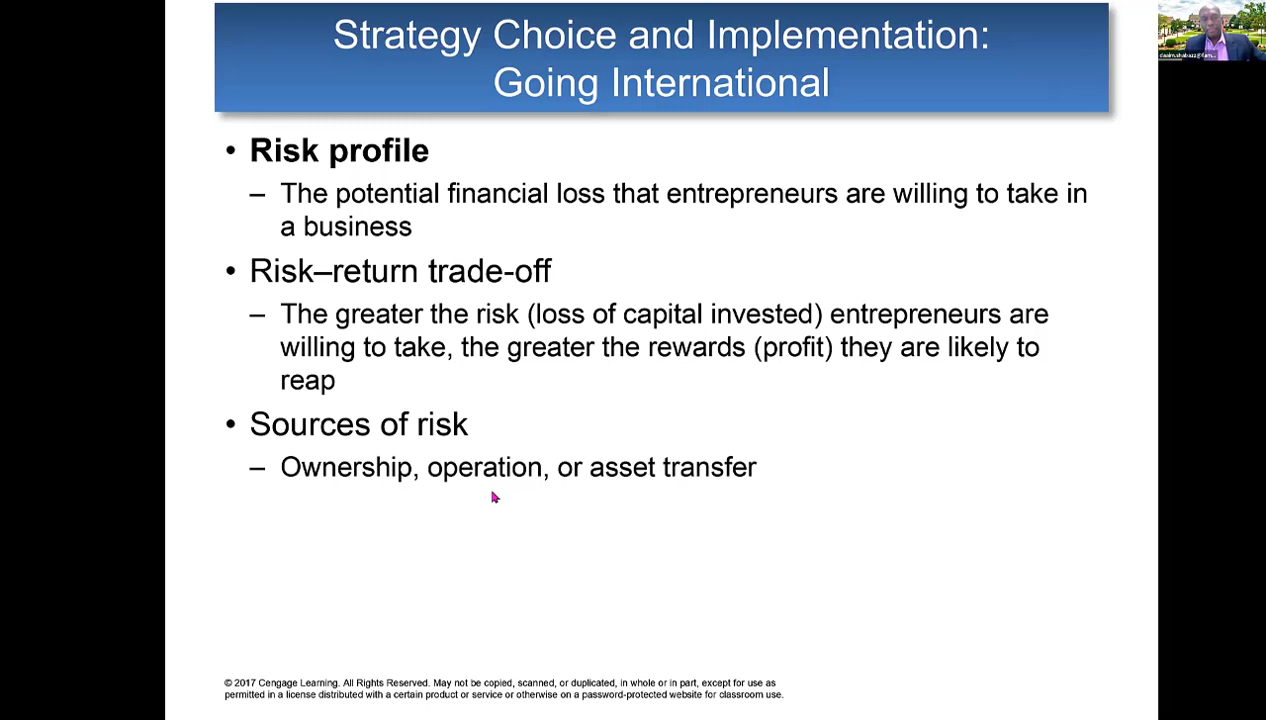 Strategy Choice and Implementation:
Going International
• Risk profile
– The potential financial loss that entrepreneurs are willing to take in
a business
• Risk–return trade-off
– The greater the risk (loss of capital invested) entrepreneurs are
willing to take, the greater the rewards (profit) they are likely to
reap
• Sources of risk
– Ownership, operation, or asset transfer
© 2017 Cengage Learning. All Rights Reserved. May not be copied, scanned, or duplicated, in whole or in part, except for use as
permitted in a license distributed with a certain product or service or otherwise on a password-protected website for classroom use.